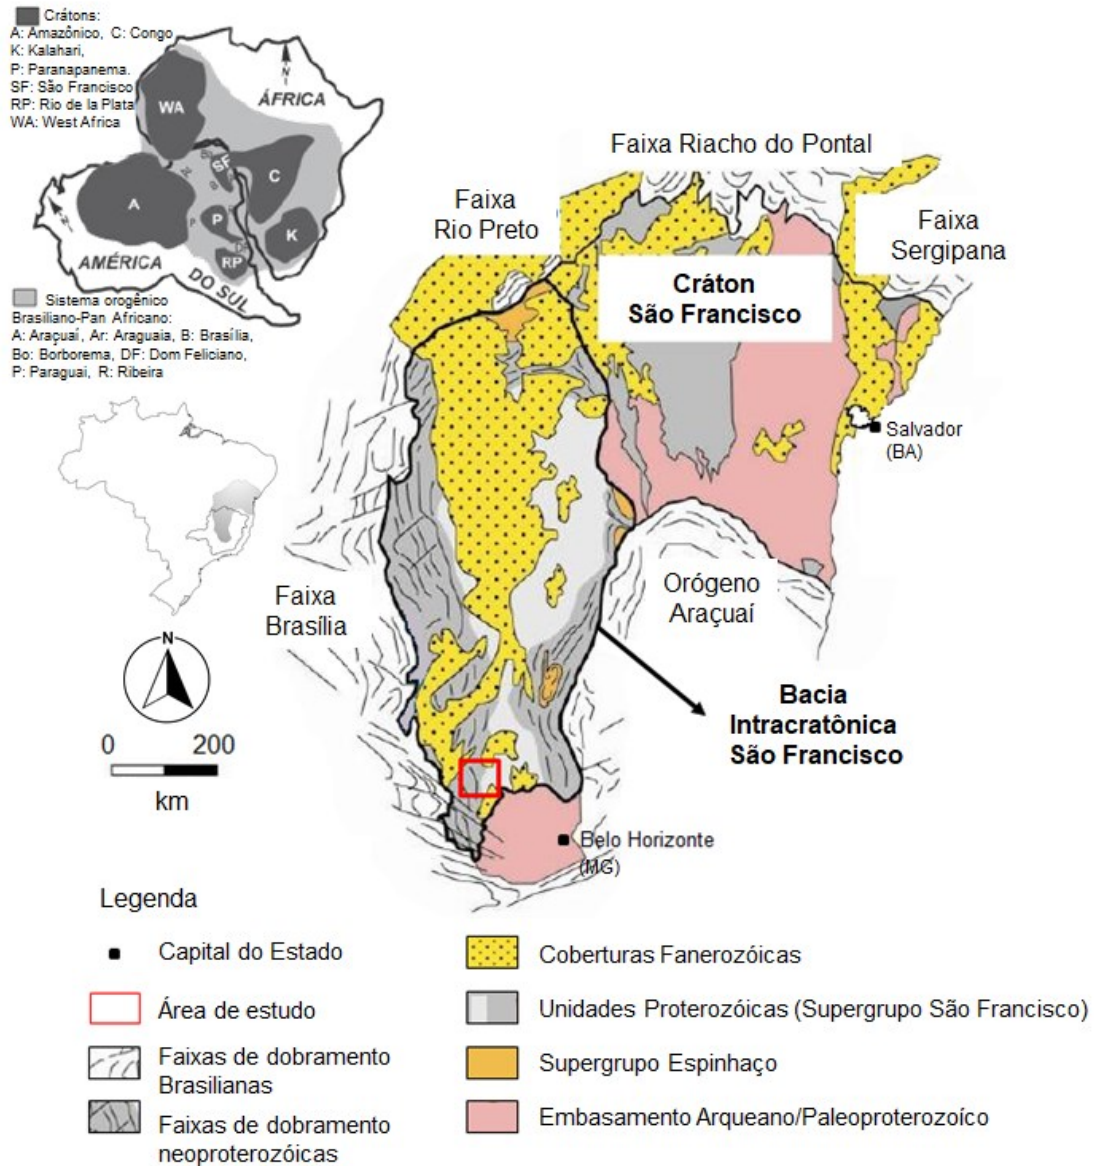 Crátons:
A: Amazônico, C: Congo
K: Kalahari,
P: Paranapanema.
SF: São Francisco
RP: Rio de la Plata
WA: West Africa
N
ÁFRICA
WA
SF
C
A
P
K
RP
AMÉRICA
DO SUL
N
Sistema orogênico
Brasiliano-Pan Africano:
A: Araçuaí, Ar: Araguaia, B: Brasília,
Bo: Borborema, DF: Dom Feliciano,
P: Paraguai, R: Ribeira
Faixa Riacho do Pontal
Faixa
Rio Preto
Faixa
Sergipana
Cráton
São Francisco
Salvador
(BA)
Faixa
Brasília
Orógeno
Araçuaí
Bacia
Intracratônica
São Francisco
N
0 200
km
Belo Horizonte
(MG)
Legenda
Capital do Estado
Área de estudo
Faixas de dobramento
Brasilianas
Faixas de dobramento
neoproterozóicas
Coberturas Fanerozóicas
Unidades Proterozóicas (Supergrupo São Francisco)
Supergrupo Espinhaço
Embasamento Arqueano/Paleoproterozoíco